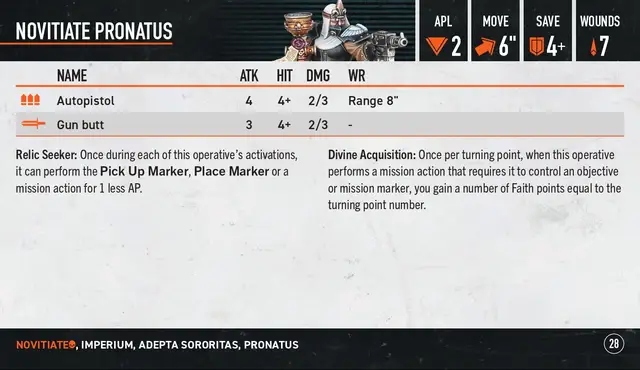 NOVITIATE PRONATUS
APL
2
MOVE
6"
SAVE
4+
WOUNDS
7
NAME ATK HIT DMG WR
Autopistol 4 4+ 2/3 Range 8"
Gun butt 3 4+ 2/3 -
Relic Seeker: Once during each of this operative's activations,
it can perform the Pick Up Marker, Place Marker or a
mission action for 1 less AP.
Divine Acquisition: Once per turning point, when this operative
performs a mission action that requires it to control an objective
or mission marker, you gain a number of Faith points equal to the
turning point number.
NOVITIATE, IMPERIUM, ADEPTA SORORITAS, PRONATUS
28